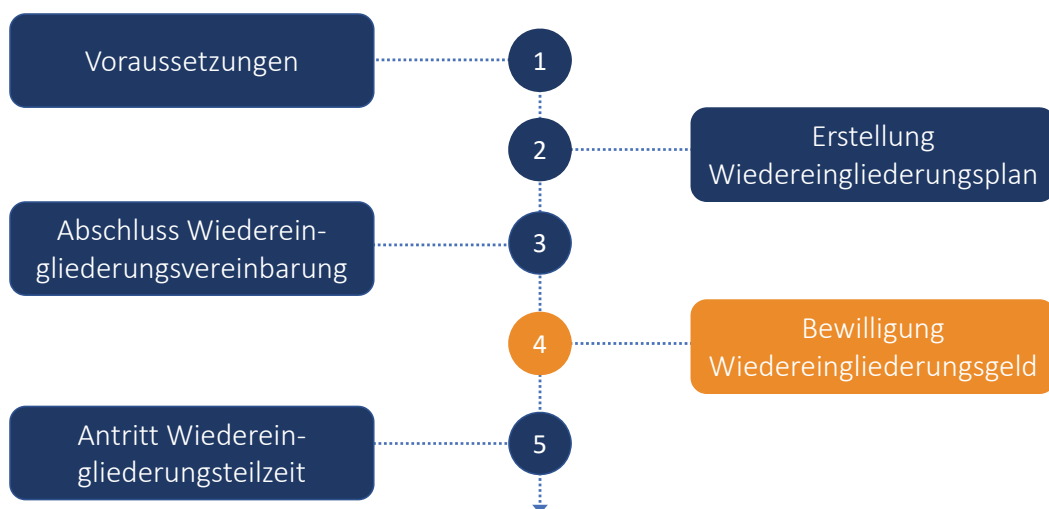 Voraussetzungen
1
2
Erstellung
Wiedereingliederungsplan
Abschluss Wiederein-
gliederungsvereinbarung
3
4
Bewilligung
Wiedereingliederungsgeld
Antritt Wiederein-
gliederungsteilzeit
5